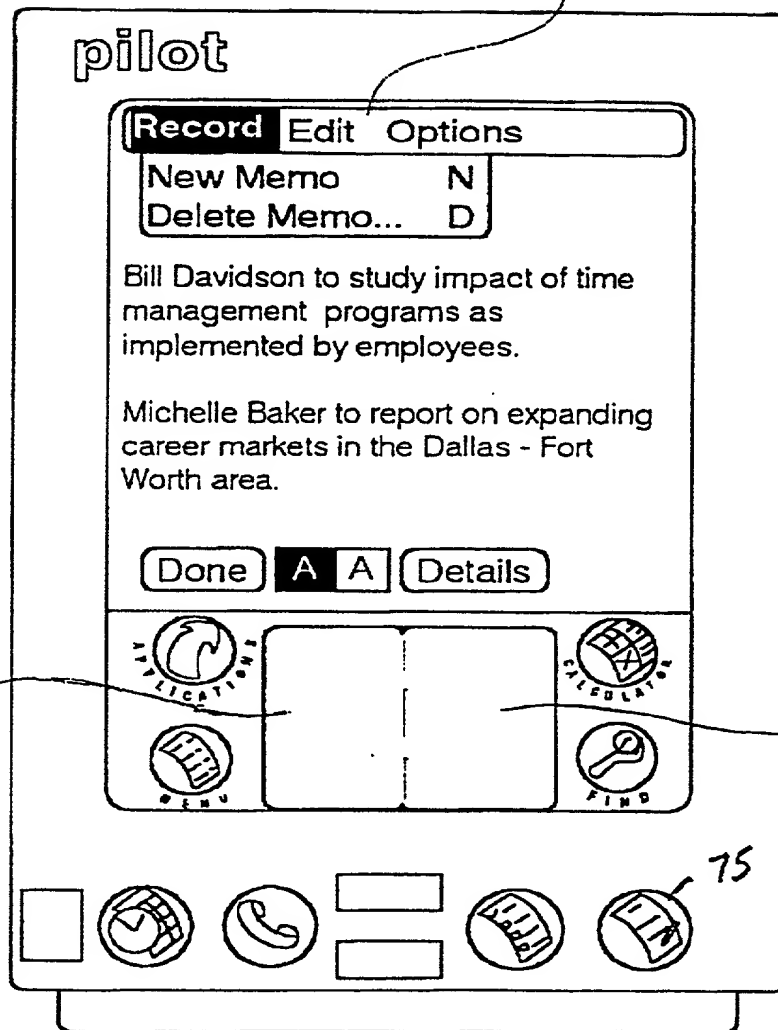 pilot
Record Edit Options
New Memo N
Delete Memo... D
Bill Davidson to study impact of time
management programs as
implemented by employees.
Michelle Baker to report on expanding
career markets in the Dallas - Fort
Worth area.
Done A A Details
APPLICATIONS
CALCULATOR
MENU
FIND
75